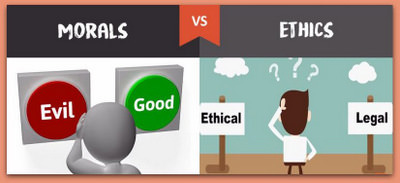 MORALS
VS
ETHICS
Evil
Good
? ? ?
Ethical
Legal